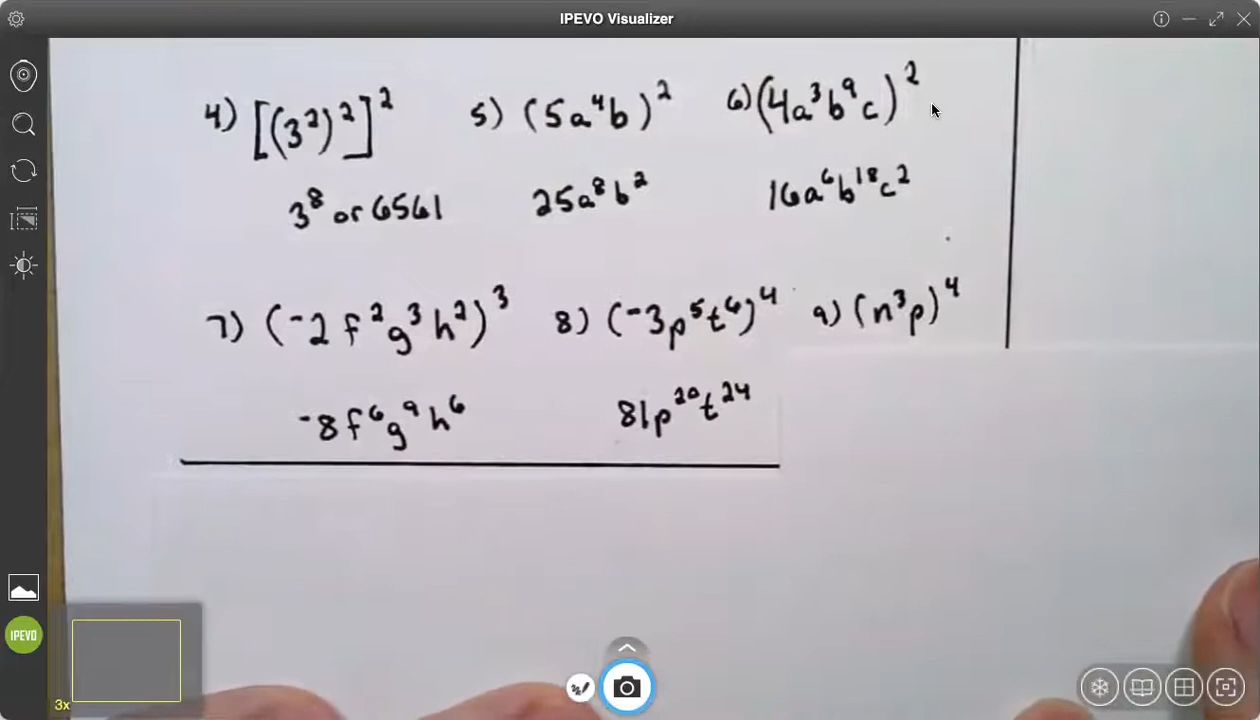 IPEVO Visualizer
4) [(3²)²]² 5) (5a⁴b)² 6) (4a³b⁹c)²
3⁸ or 6561 25a⁸b² 16a⁶b¹⁸c²
7) (⁻2f²g³h²)³ 8) (⁻3p⁵t⁶)⁴ 9) (n³p)⁴
⁻8f⁶g⁹h⁶ 81p²⁰t²⁴
IPEVO
3x